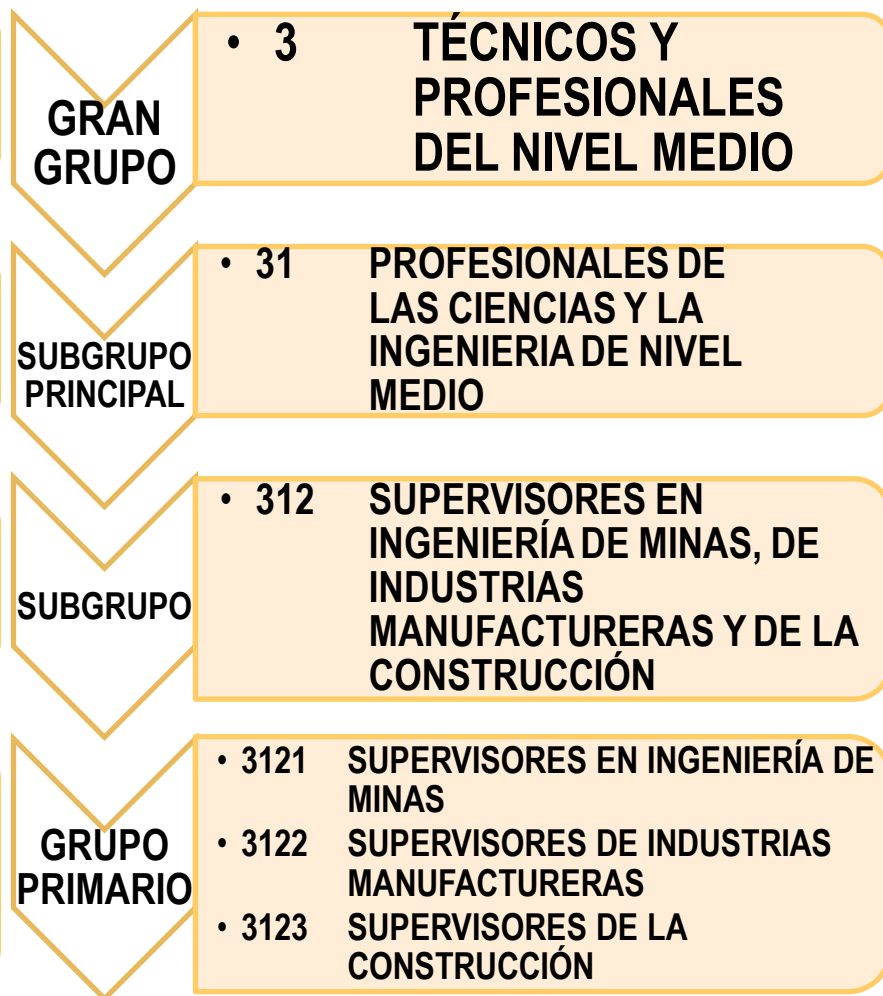 GRAN
GRUPO
• 3 TÉCNICOS Y
PROFESIONALES
DEL NIVEL MEDIO
SUBGRUPO
PRINCIPAL
• 31 PROFESIONALES DE
LAS CIENCIAS Y LA
INGENIERIA DE NIVEL
MEDIO
SUBGRUPO
• 312 SUPERVISORES EN
INGENIERÍA DE MINAS, DE
INDUSTRIAS
MANUFACTURERAS Y DE LA
CONSTRUCCIÓN
GRUPO
PRIMARIO
• 3121 SUPERVISORES EN INGENIERÍA DE
MINAS
• 3122 SUPERVISORES DE INDUSTRIAS
MANUFACTURERAS
• 3123 SUPERVISORES DE LA
CONSTRUCCIÓN